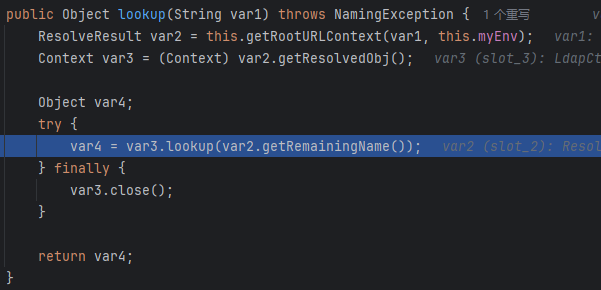 public Object lookup(String var1) throws NamingException { 1 个重写
ResolveResult var2 = this.getRootURLContext(var1, this.myEnv); var1:
Context var3 = (Context) var2.getResolvedObj(); var3 (slot_3): LdapCt
Object var4;
try {
var4 = var3.lookup(var2.getRemainingName()); var2 (slot_2): Resol
} finally {
var3.close();
}
return var4;
}